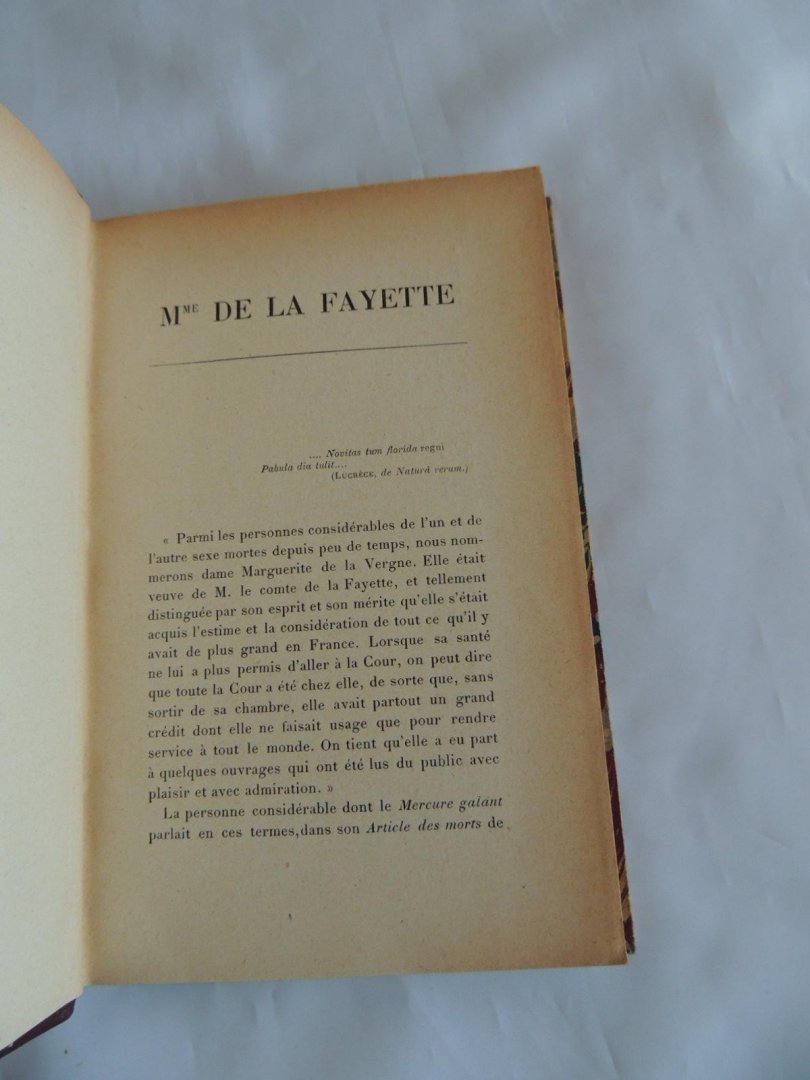 Mme DE LA FAYETTE
.... Novitas tum florida regni
Pabula dia tulit....
(LUCRÈCE, de Naturâ rerum.)
« Parmi les personnes considérables de l'un et de
l'autre sexe mortes depuis peu de temps, nous nom-
merons dame Marguerite de la Vergne. Elle était
veuve de M. le comte de la Fayette, et tellement
distinguée par son esprit et son mérite qu'elle s'était
acquis l'estime et la considération de tout ce qu'il y
avait de plus grand en France. Lorsque sa santé
ne lui a plus permis d'aller à la Cour, on peut dire
que toute la Cour a été chez elle, de sorte que, sans
sortir de sa chambre, elle avait partout un grand
crédit dont elle ne faisait usage que pour rendre
service à tout le monde. On tient qu'elle a eu part
à quelques ouvrages qui ont été lus du public avec
plaisir et avec admiration. »
La personne considérable dont le Mercure galant
parlait en ces termes, dans son Article des morts de